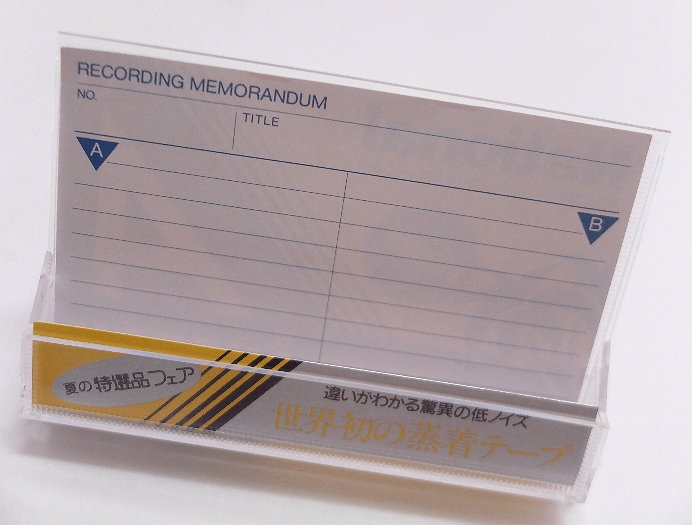 RECORDING MEMORANDUM
NO.
TITLE
A
B
夏の特選品フェア
違いがわかる驚異の低ノイズ
世界初の蒸着テープ